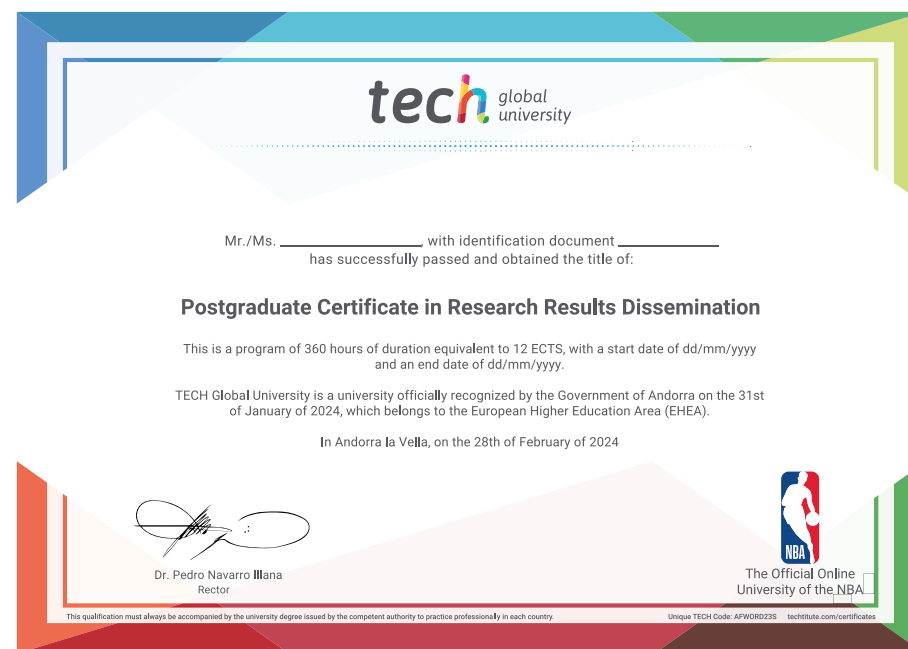 tech global university
Mr./Ms. ____________________, with identification document ______________
has successfully passed and obtained the title of:
Postgraduate Certificate in Research Results Dissemination
This is a program of 360 hours of duration equivalent to 12 ECTS, with a start date of dd/mm/yyyy
and an end date of dd/mm/yyyy.
TECH Global University is a university officially recognized by the Government of Andorra on the 31st
of January of 2024, which belongs to the European Higher Education Area (EHEA).
In Andorra la Vella, on the 28th of February of 2024
NBA
Dr. Pedro Navarro Illana
Rector
The Official Online
University of the NBA
This qualification must always be accompanied by the university degree issued by the competent authority to practice professionally in each country.
Unique TECH Code: AFWORD23S techtitute.com/certificates